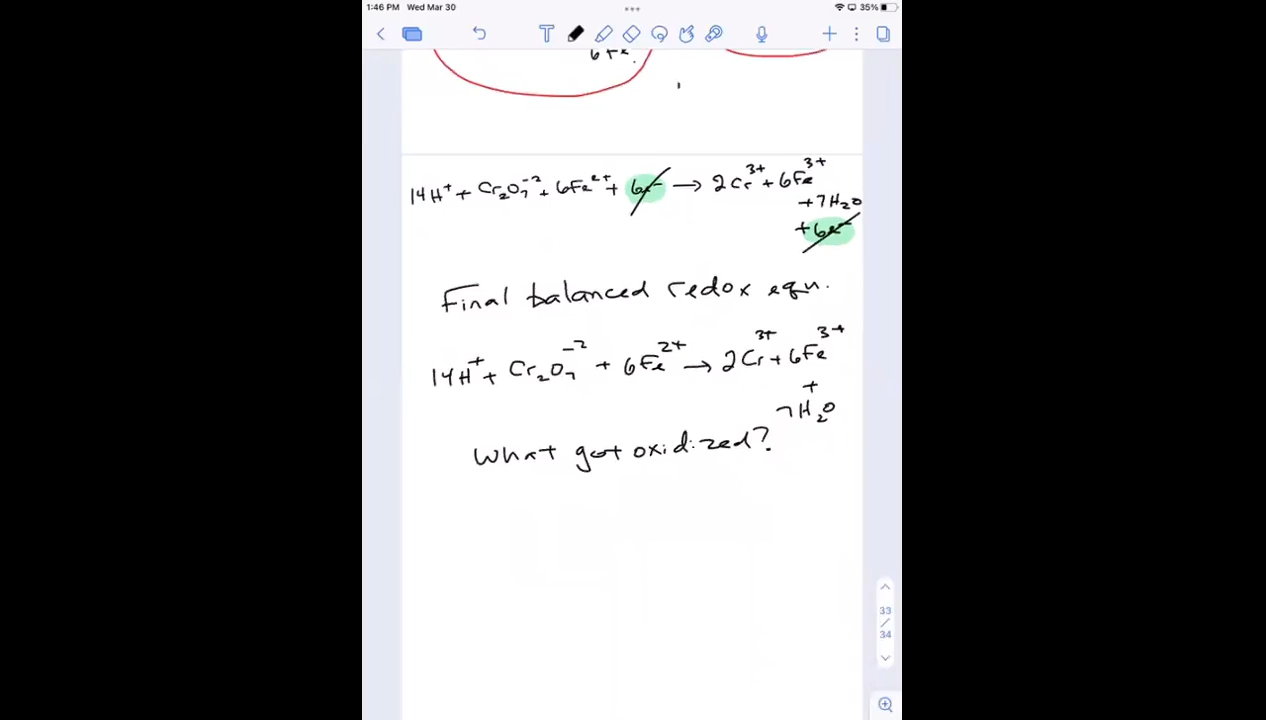 1:46 PM Wed Mar 30
35%
T
6Fe
14H⁺ + Cr₂O₇⁻² + 6Fe²⁺ + 6e⁻ → 2Cr³⁺ + 6Fe³⁺
+ 7H₂O
+ 6e⁻
Final balanced redox eqn.
14H⁺ + Cr₂O₇⁻² + 6Fe²⁺ → 2Cr³⁺ + 6Fe³⁺
+
7H₂O
What got oxidized?
33
/
34